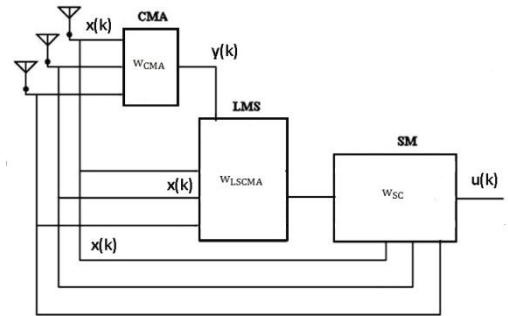 CMA
x(k)
W_CMA
y(k)
LMS
W_LSCMA
x(k)
SM
W_SC
u(k)
x(k)